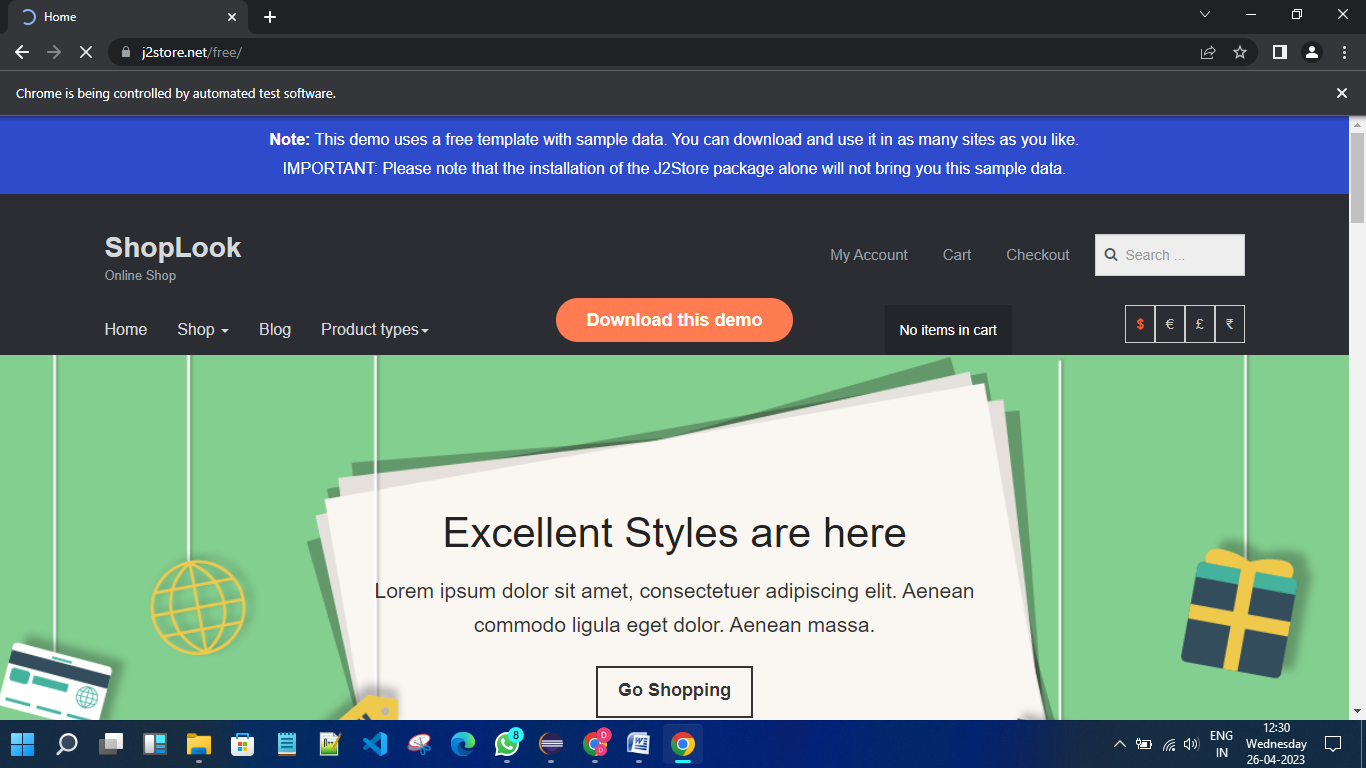 Home
j2store.net/free/
Chrome is being controlled by automated test software.
Note: This demo uses a free template with sample data. You can download and use it in as many sites as you like.
IMPORTANT: Please note that the installation of the J2Store package alone will not bring you this sample data.
ShopLook
Online Shop
My Account Cart Checkout Search ...
Home Shop Blog Product types Download this demo No items in cart $ € £ ₹
Excellent Styles are here
Lorem ipsum dolor sit amet, consectetuer adipiscing elit. Aenean
commodo ligula eget dolor. Aenean massa.
Go Shopping
8
D
D
ENG
IN
12:30
Wednesday
26-04-2023